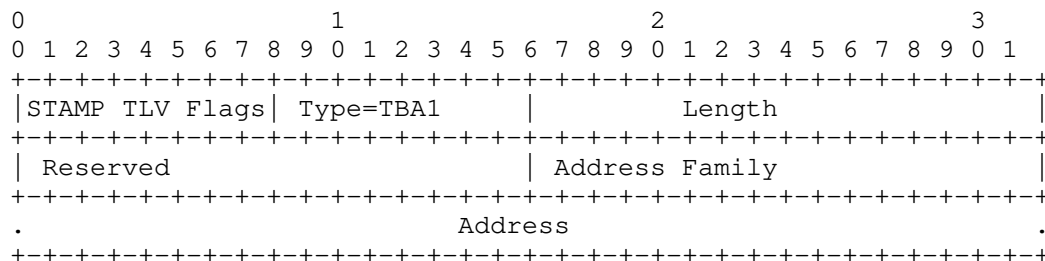 0                   1                   2                   3
0 1 2 3 4 5 6 7 8 9 0 1 2 3 4 5 6 7 8 9 0 1 2 3 4 5 6 7 8 9 0 1
+-+-+-+-+-+-+-+-+-+-+-+-+-+-+-+-+-+-+-+-+-+-+-+-+-+-+-+-+-+-+-+-+
|STAMP TLV Flags| Type=TBA1     |         Length                |
+-+-+-+-+-+-+-+-+-+-+-+-+-+-+-+-+-+-+-+-+-+-+-+-+-+-+-+-+-+-+-+-+
| Reserved                      | Address Family                |
+-+-+-+-+-+-+-+-+-+-+-+-+-+-+-+-+-+-+-+-+-+-+-+-+-+-+-+-+-+-+-+-+
.                           Address                             .
+-+-+-+-+-+-+-+-+-+-+-+-+-+-+-+-+-+-+-+-+-+-+-+-+-+-+-+-+-+-+-+-+